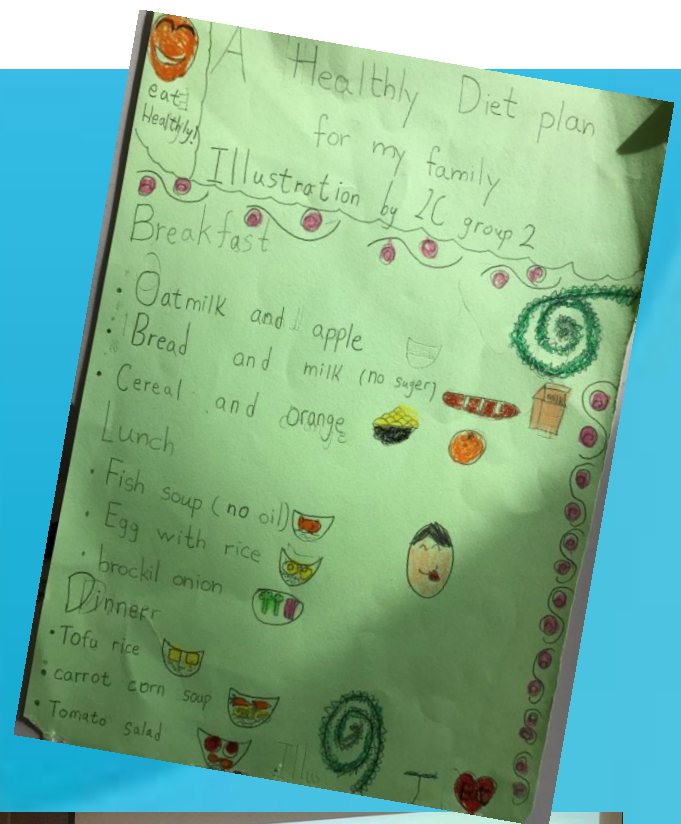 eat
Healthly!
A Healthly Diet plan
for my family
Illustration by 2C group 2
Breakfast
• Oatmilk and apple
• Bread and milk (no suger)
• Cereal and orange
Lunch
• Fish soup (no oil)
• Egg with rice
• brockil onion
Dinnerr
• Tofu rice
• carrot corn soup
• Tomato salad
Illus
I